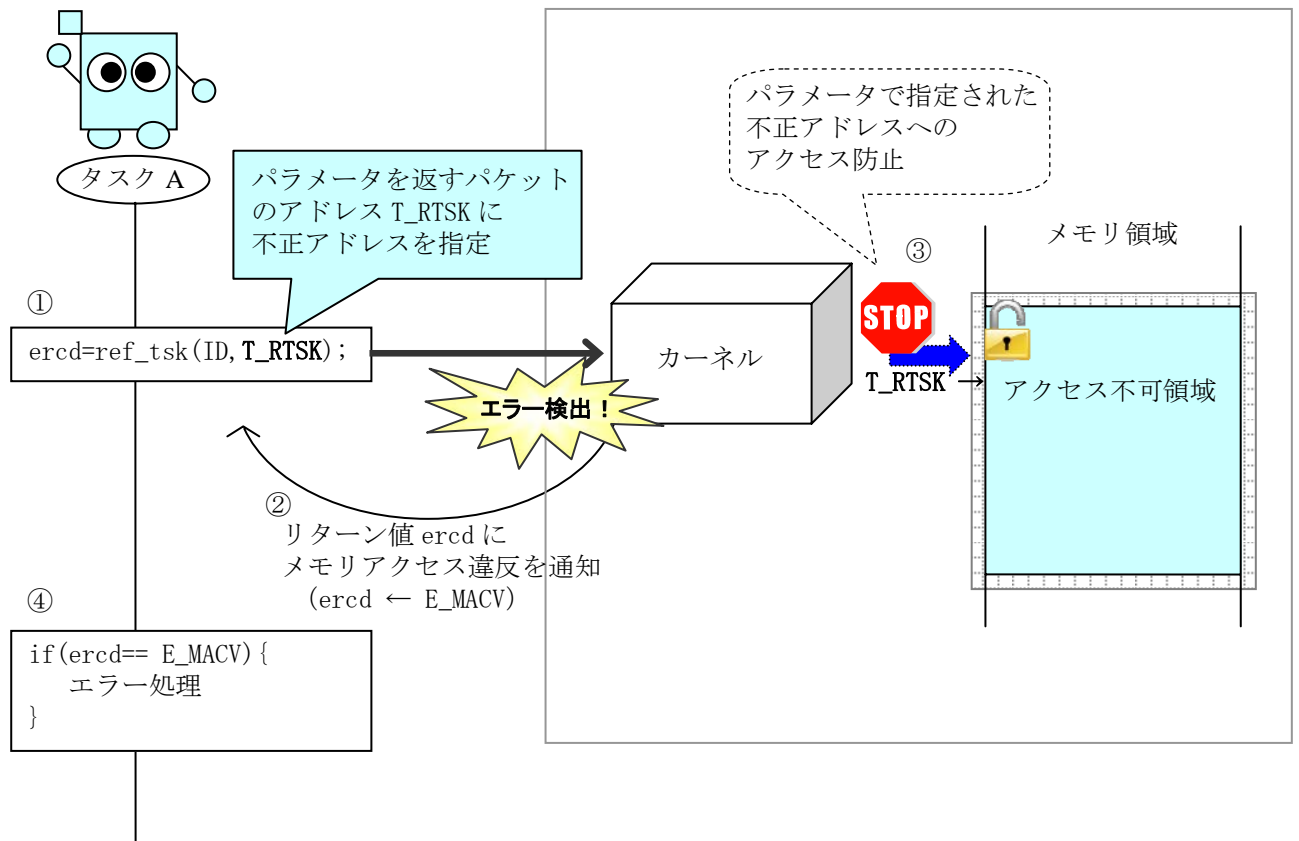 タスク A
パラメータを返すパケット
のアドレス T_RTSK に
不正アドレスを指定
パラメータで指定された
不正アドレスへの
アクセス防止
①
ercd=ref_tsk(ID,T_RTSK);
エラー検出！
カーネル
③
STOP
T_RTSK →
メモリ領域
アクセス不可領域
②
リターン値 ercd に
メモリアクセス違反を通知
(ercd ← E_MACV)
④
if(ercd== E_MACV){
エラー処理
}